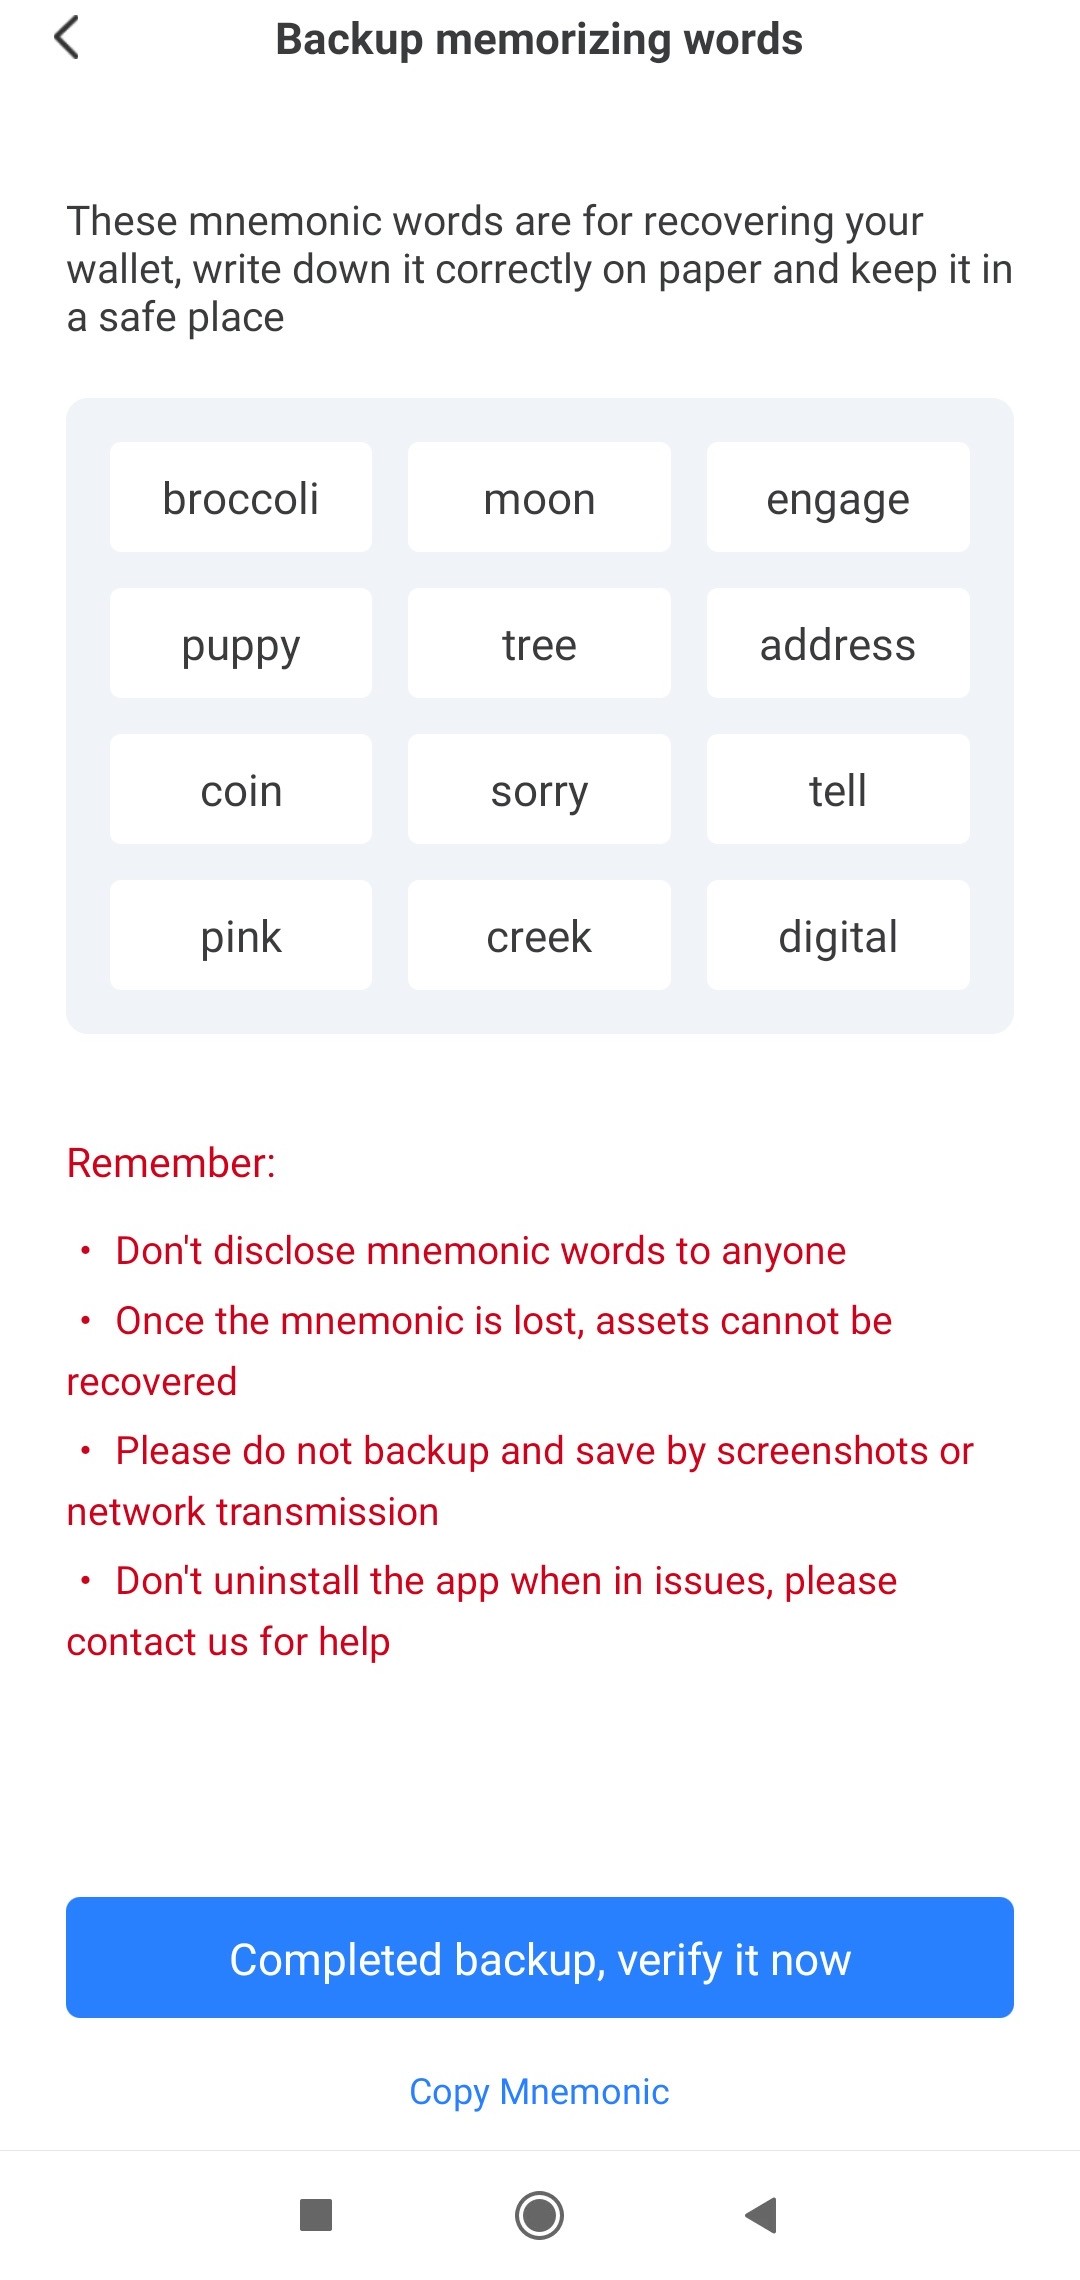 Backup memorizing words
These mnemonic words are for recovering your
wallet, write down it correctly on paper and keep it in
a safe place
broccoli moon engage
puppy tree address
coin sorry tell
pink creek digital
Remember:
• Don't disclose mnemonic words to anyone
• Once the mnemonic is lost, assets cannot be
recovered
• Please do not backup and save by screenshots or
network transmission
• Don't uninstall the app when in issues, please
contact us for help
Completed backup, verify it now
Copy Mnemonic